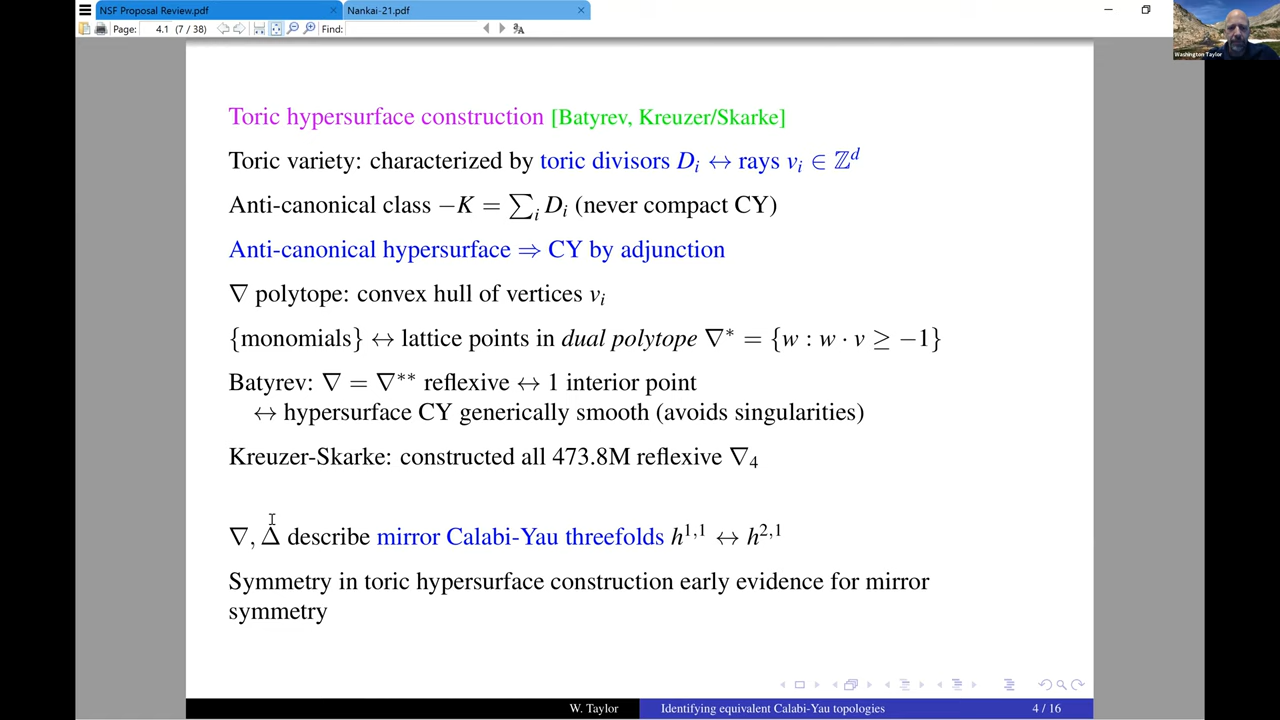 NSF Proposal Review.pdf
Nankai-21.pdf
Page: 4.1 (7 / 38) Find:
Washington Taylor
Toric hypersurface construction [Batyrev, Kreuzer/Skarke]
Toric variety: characterized by toric divisors D_i ↔ rays v_i ∈ ℤ^d
Anti-canonical class −K = ∑_i D_i (never compact CY)
Anti-canonical hypersurface ⇒ CY by adjunction
∇ polytope: convex hull of vertices v_i
{monomials} ↔ lattice points in dual polytope ∇* = {w : w · v ≥ −1}
Batyrev: ∇ = ∇** reflexive ↔ 1 interior point
↔ hypersurface CY generically smooth (avoids singularities)
Kreuzer-Skarke: constructed all 473.8M reflexive ∇_4
∇, Δ describe mirror Calabi-Yau threefolds h^{1,1} ↔ h^{2,1}
Symmetry in toric hypersurface construction early evidence for mirror
symmetry
W. Taylor Identifying equivalent Calabi-Yau topologies 4 / 16